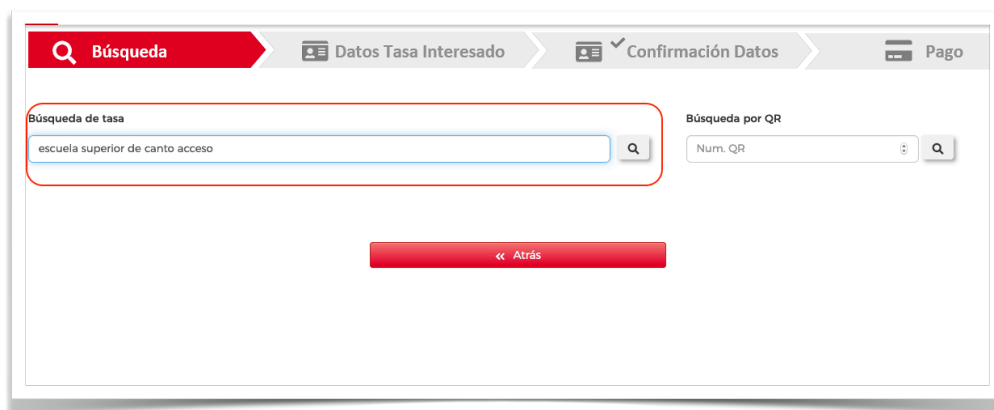 Búsqueda
Datos Tasa Interesado
Confirmación Datos
Pago
Búsqueda de tasa
Búsqueda por QR
escuela superior de canto acceso
Num. QR
« Atrás